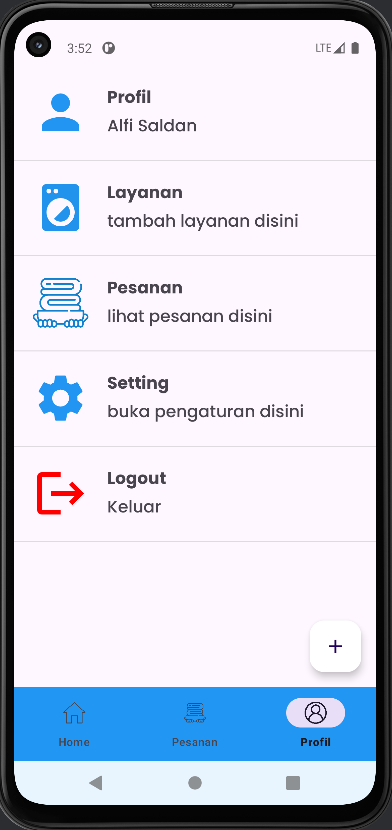 3:52
LTE
Profil
Alfi Saldan
Layanan
tambah layanan disini
Pesanan
lihat pesanan disini
Setting
buka pengaturan disini
Logout
Keluar
+
Home
Pesanan
Profil